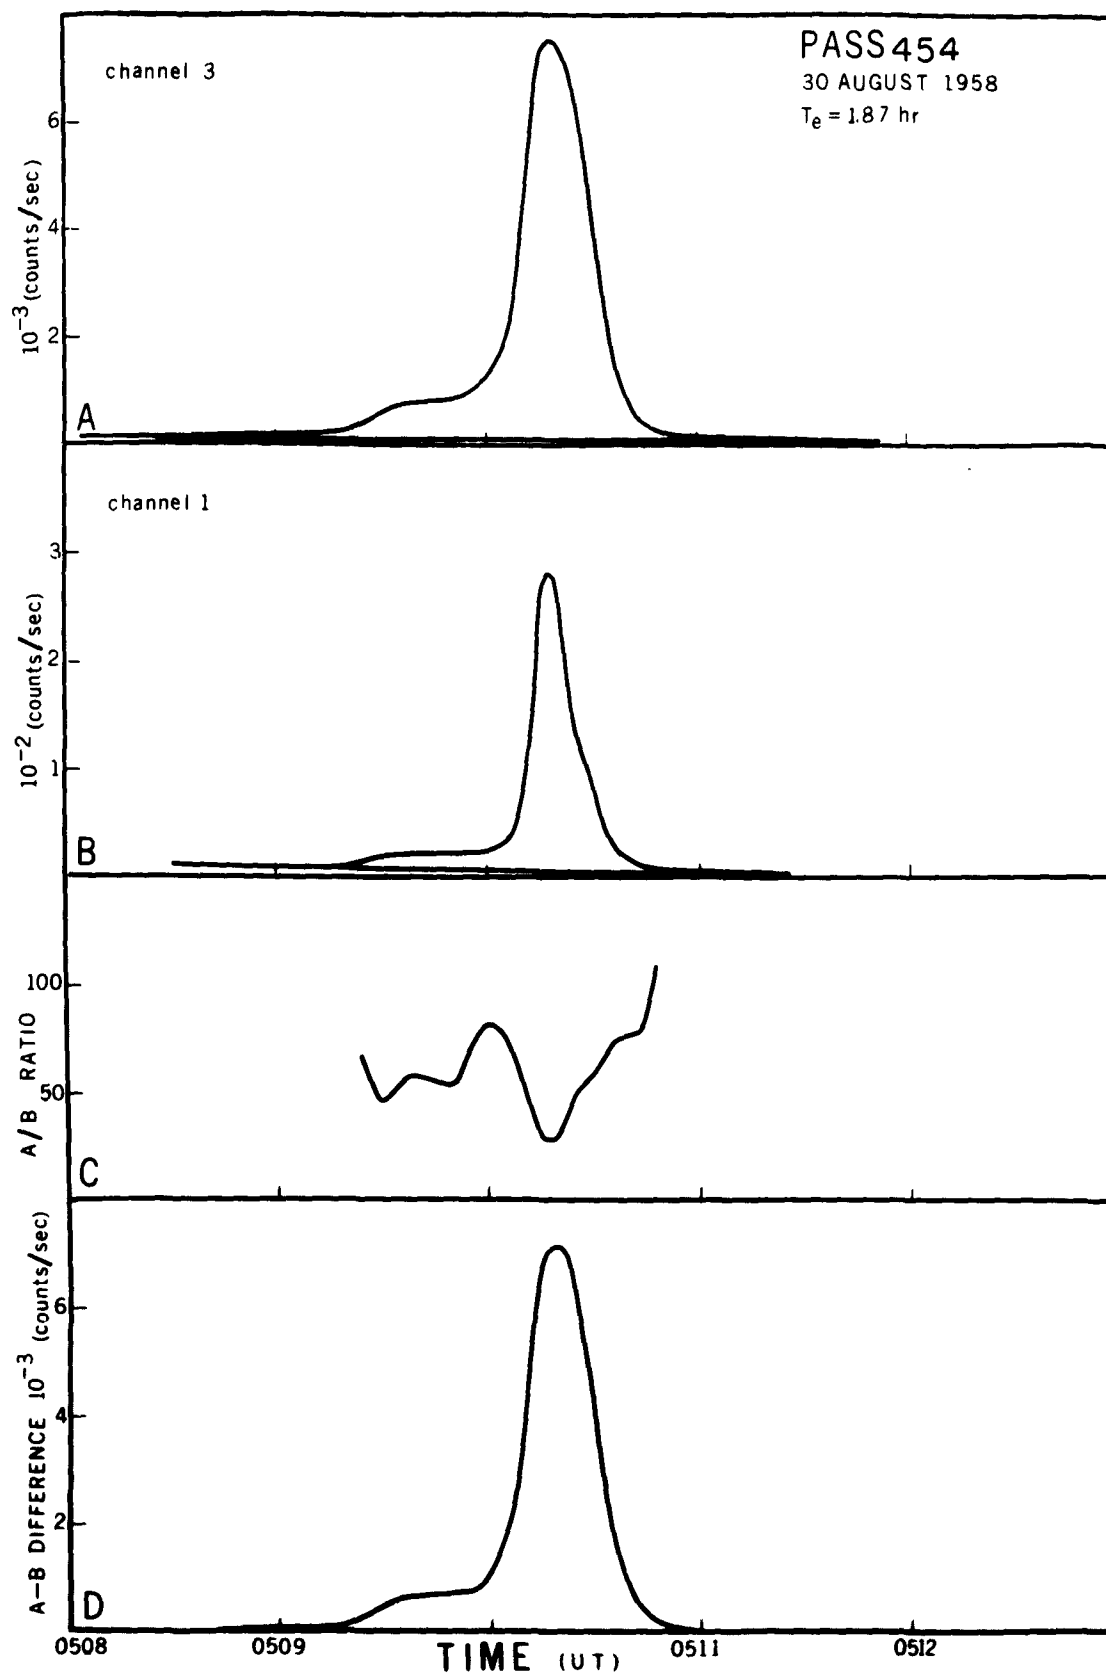 PASS 454
30 AUGUST 1958
Te = 1.87 hr
channel 3
10⁻³ (counts/sec)
6
4
2
A
channel 1
10⁻² (counts/sec)
3
2
1
B
A/B RATIO
100
50
C
A–B DIFFERENCE 10⁻³ (counts/sec)
6
4
2
D
0508
0509
0511
0512
TIME (UT)